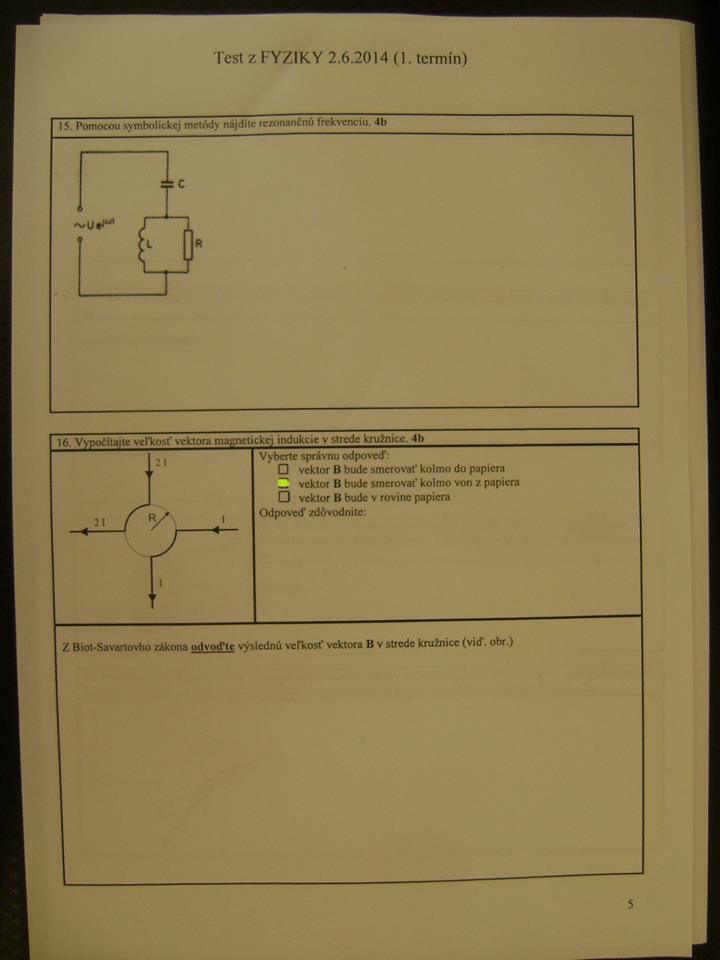 Test z FYZIKY 2.6.2014 (1. termín)
15. Pomocou symbolickej metódy nájdite rezonančnú frekvenciu. 4b
C
~Ue^jωt
L
R
16. Vypočítajte veľkosť vektora magnetickej indukcie v strede kružnice. 4b
2 I
R
2 I
I
I
Vyberte správnu odpoveď:
vektor B bude smerovať kolmo do papiera
vektor B bude smerovať kolmo von z papiera
vektor B bude v rovine papiera
Odpoveď zdôvodnite:
Z Biot-Savartovho zákona odvoďte výslednú veľkosť vektora B v strede kružnice (viď. obr.)
5